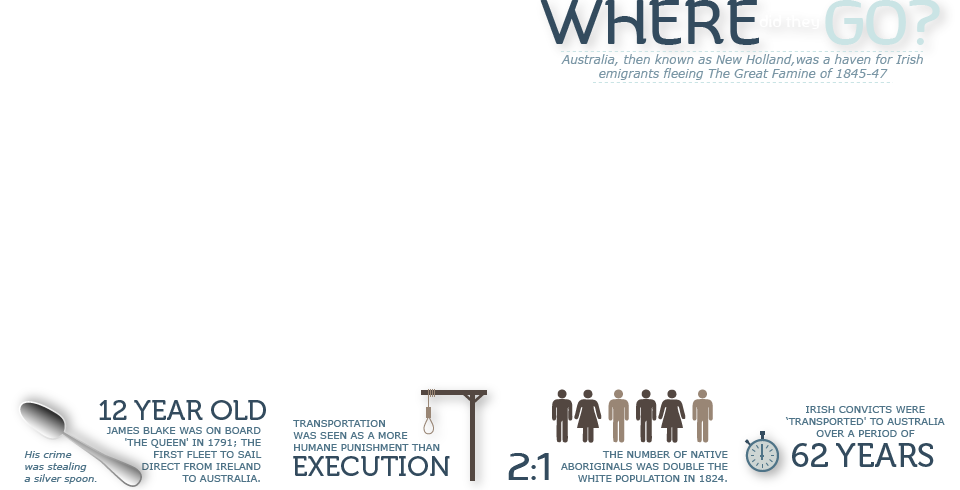 WHERE did they GO?
Australia, then known as New Holland,was a haven for Irish
emigrants fleeing The Great Famine of 1845-47
12 YEAR OLD
JAMES BLAKE WAS ON BOARD
'THE QUEEN' IN 1791; THE
FIRST FLEET TO SAIL
DIRECT FROM IRELAND
TO AUSTRALIA.
His crime
was stealing
a silver spoon.
TRANSPORTATION
WAS SEEN AS A MORE
HUMANE PUNISHMENT THAN
EXECUTION
2:1
THE NUMBER OF NATIVE
ABORIGINALS WAS DOUBLE THE
WHITE POPULATION IN 1824.
IRISH CONVICTS WERE
‘TRANSPORTED’ TO AUSTRALIA
OVER A PERIOD OF
62 YEARS